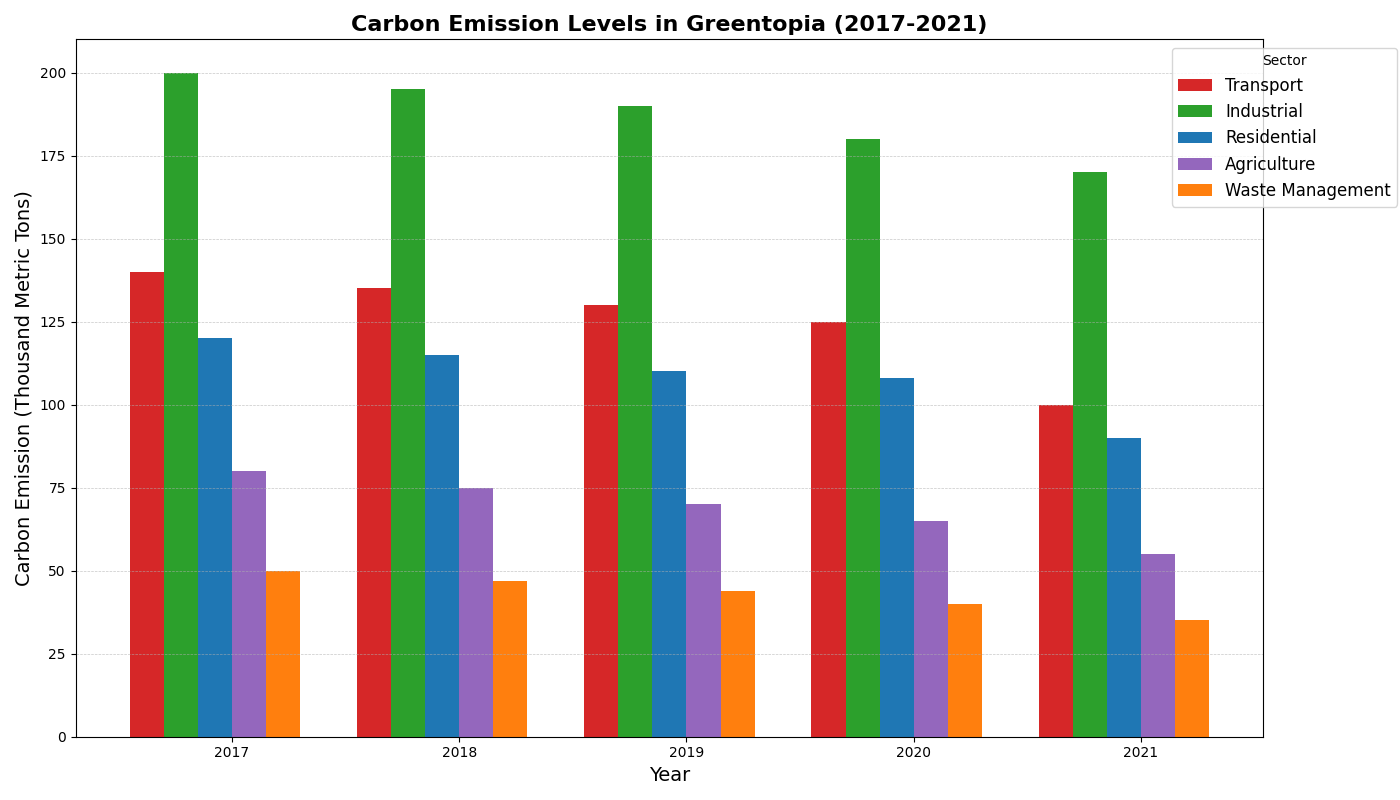 Carbon Emission Levels in Greentopia (2017-2021)
Carbon Emission (Thousand Metric Tons)
200
175
150
125
100
75
50
25
0
Sector
Transport
Industrial
Residential
Agriculture
Waste Management
2017
2018
2019
2020
2021
Year